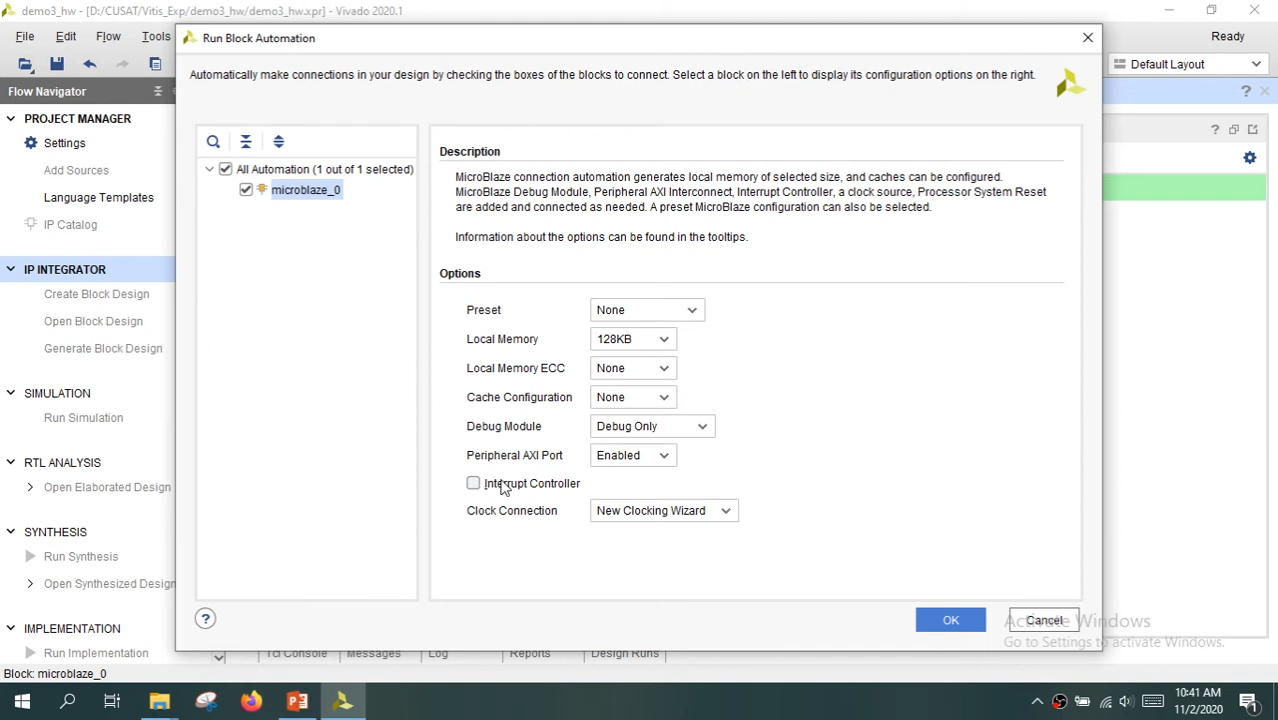 demo3_hw - [D:/CUSAT/Vitis_Exp/demo3_hw/demo3_hw.xpr] - Vivado 2020.1
File Edit Flow Tools
Ready
Run Block Automation
Automatically make connections in your design by checking the boxes of the blocks to connect. Select a block on the left to display its configuration options on the right.
Default Layout
Flow Navigator
PROJECT MANAGER
Settings
Add Sources
Language Templates
IP Catalog
IP INTEGRATOR
Create Block Design
Open Block Design
Generate Block Design
SIMULATION
Run Simulation
RTL ANALYSIS
Open Elaborated Design
SYNTHESIS
Run Synthesis
Open Synthesized Design
IMPLEMENTATION
Run Implementation
All Automation (1 out of 1 selected)
microblaze_0
Description
MicroBlaze connection automation generates local memory of selected size, and caches can be configured.
MicroBlaze Debug Module, Peripheral AXI Interconnect, Interrupt Controller, a clock source, Processor System Reset
are added and connected as needed. A preset MicroBlaze configuration can also be selected.
Information about the options can be found in the tooltips.
Options
Preset None
Local Memory 128KB
Local Memory ECC None
Cache Configuration None
Debug Module Debug Only
Peripheral AXI Port Enabled
Interrupt Controller
Clock Connection New Clocking Wizard
OK
Cancel
Activate Windows
Go to Settings to activate Windows.
Tcl Console Messages Log Reports Design Runs
Block: microblaze_0
10:41 AM
11/2/2020
1